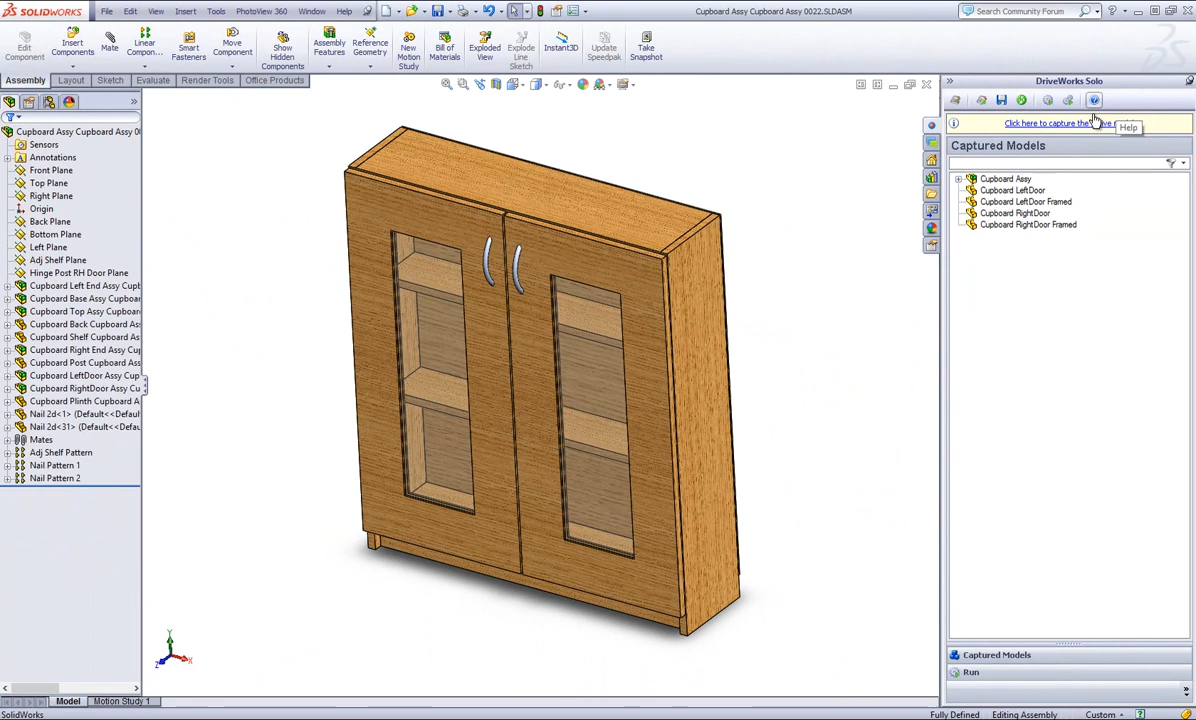 SOLIDWORKS File Edit View Insert Tools PhotoView 360 Window Help Cupboard Assy Cupboard Assy 0022.SLDASM Search Community Forum
Edit Component
Insert Components
Mate
Linear Compon...
Smart Fasteners
Move Component
Show Hidden Components
Assembly Features
Reference Geometry
New Motion Study
Bill of Materials
Exploded View
Explode Line Sketch
Instant3D
Update Speedpak
Take Snapshot
Assembly Layout Sketch Evaluate Render Tools Office Products
Cupboard Assy Cupboard Assy 00
Sensors
Annotations
Front Plane
Top Plane
Right Plane
Origin
Back Plane
Bottom Plane
Left Plane
Adj Shelf Plane
Hinge Post RH Door Plane
Cupboard Left End Assy Cup
Cupboard Base Assy Cupboar
Cupboard Top Assy Cupboard
Cupboard Back Cupboard Ass
Cupboard Shelf Cupboard As
Cupboard Right End Assy Cu
Cupboard Post Cupboard Ass
Cupboard LeftDoor Assy Cup
Cupboard RightDoor Assy Cu
Cupboard Plinth Cupboard A
Nail 2d<1> (Default<<Defau
Nail 2d<31> (Default<<Defa
Mates
Adj Shelf Pattern
Nail Pattern 1
Nail Pattern 2
Y
X
Z
DriveWorks Solo
Click here to capture the
Help
Captured Models
Cupboard Assy
Cupboard LeftDoor
Cupboard LeftDoor Framed
Cupboard RightDoor
Cupboard RightDoor Framed
Captured Models
Run
Model Motion Study 1
SolidWorks Fully Defined Editing Assembly Custom